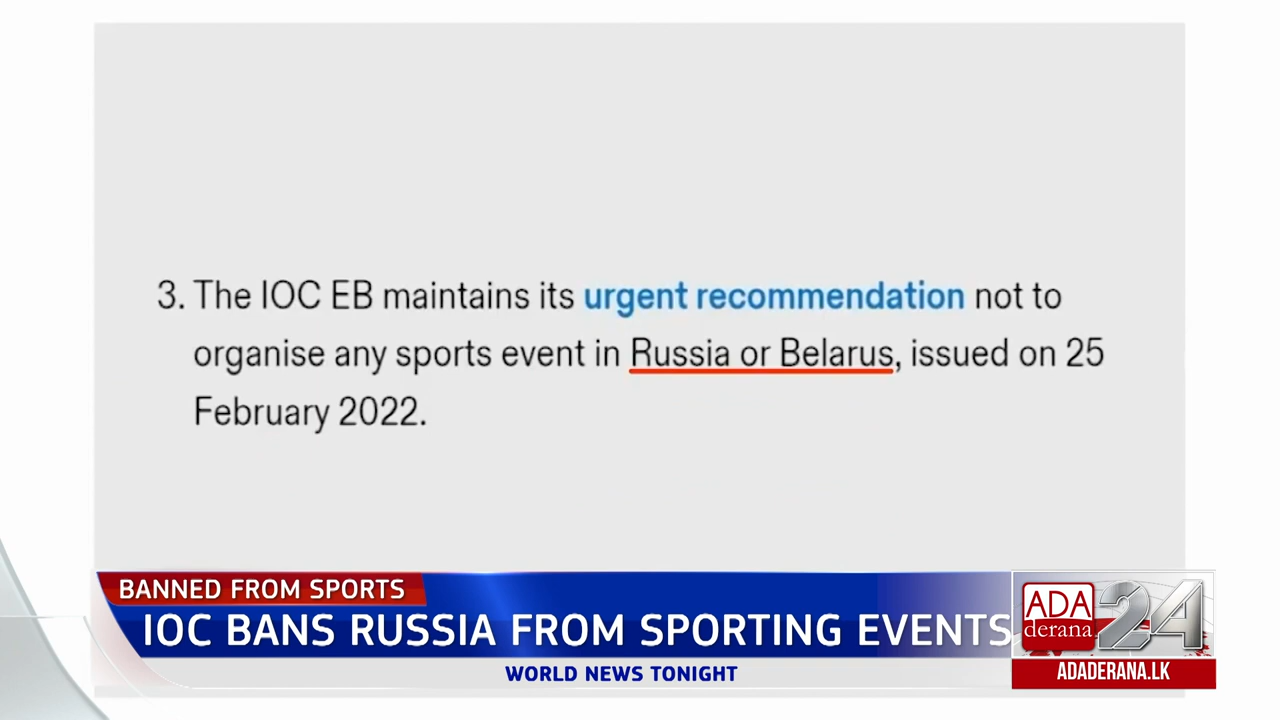 3. The IOC EB maintains its urgent recommendation not to
organise any sports event in Russia or Belarus, issued on 25
February 2022.
BANNED FROM SPORTS
IOC BANS RUSSIA FROM SPORTING EVENTS
WORLD NEWS TONIGHT
ADA
derana
24
ADADERANA.LK